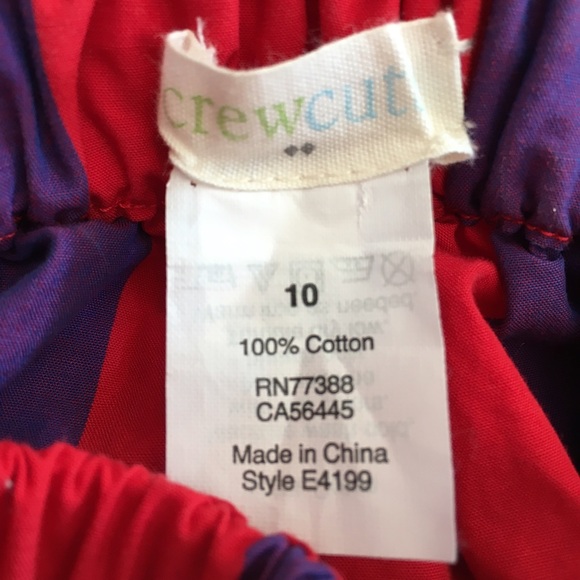 crewcuts
10
100% Cotton
RN77388
CA56445
Made in China
Style E4199